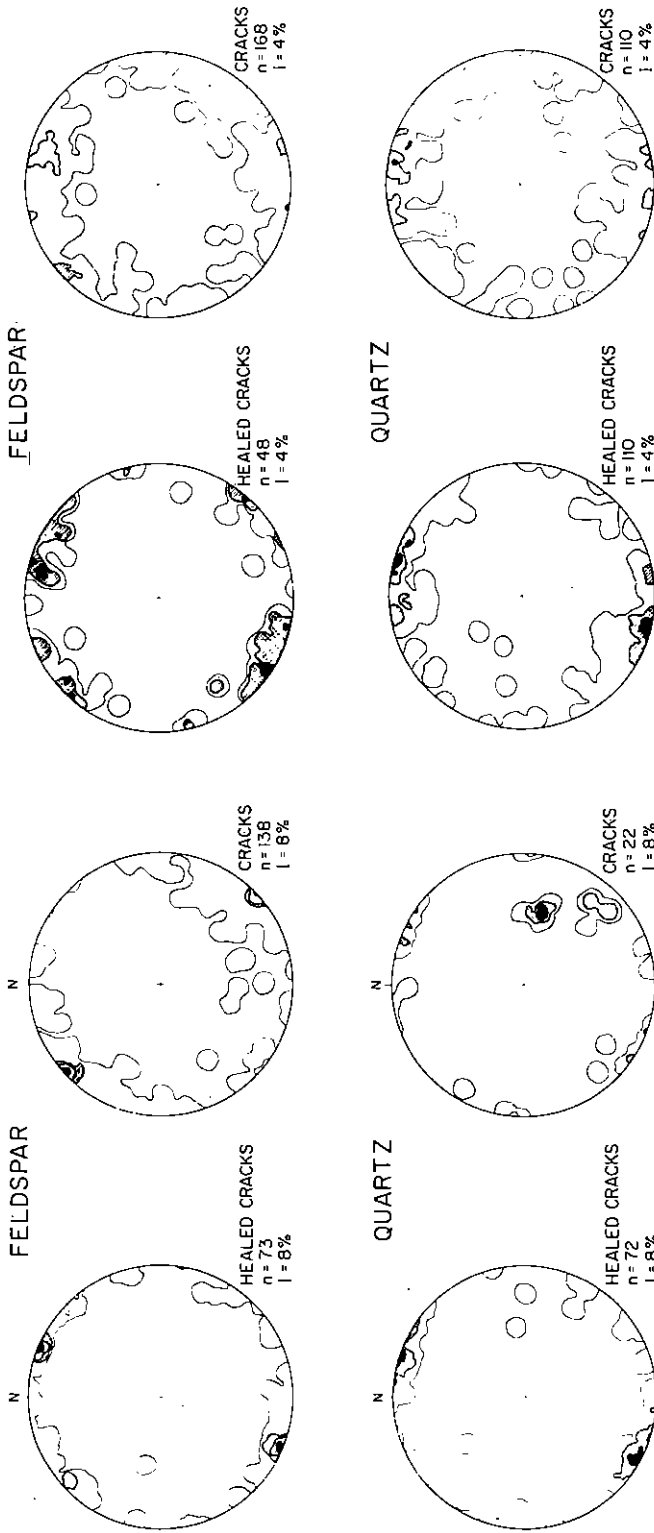 FELDSPAR
N
HEALED CRACKS
n = 73
I = 8%
N
CRACKS
n = 138
I = 8%
QUARTZ
N
HEALED CRACKS
n = 72
I = 8%
N
CRACKS
n = 22
I = 8%
FELDSPAR
HEALED CRACKS
n = 48
I = 4%
CRACKS
n = 168
I = 4%
QUARTZ
HEALED CRACKS
n = 110
I = 4%
CRACKS
n = 110
I = 4%